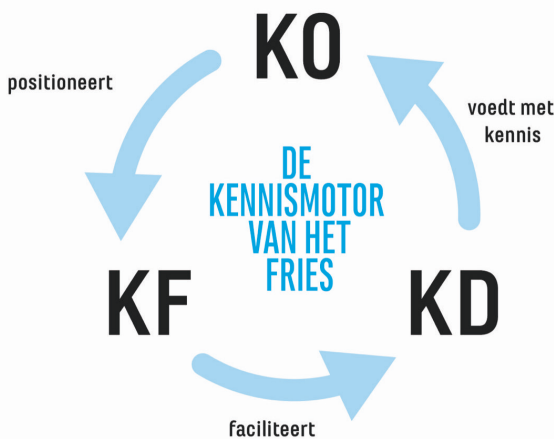 KO
positioneert
voedt met
kennis
DE
KENNISMOTOR
VAN HET
FRIES
KF
KD
faciliteert